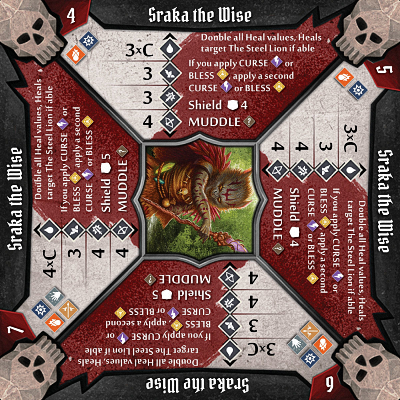 4
Sraka the Wise
3xC
3
3
4
Double all Heal values, Heals
target The Steel Lion if able
If you apply CURSE or
BLESS , apply a second
CURSE or BLESS
Shield 4
MUDDLE
5
Sraka the Wise
3xC
4
4
4
Double all Heal values, Heals
target The Steel Lion if able
If you apply CURSE or
BLESS , apply a second
CURSE or BLESS
Shield 4
MUDDLE
6
Sraka the Wise
3xC
3
4
4
Double all Heal values, Heals
target The Steel Lion if able
If you apply CURSE or
BLESS , apply a second
CURSE or BLESS
Shield 5
MUDDLE
7
Sraka the Wise
4xC
3
4
4
Double all Heal values, Heals
target The Steel Lion if able
If you apply CURSE or
BLESS , apply a second
CURSE or BLESS
Shield 5
MUDDLE